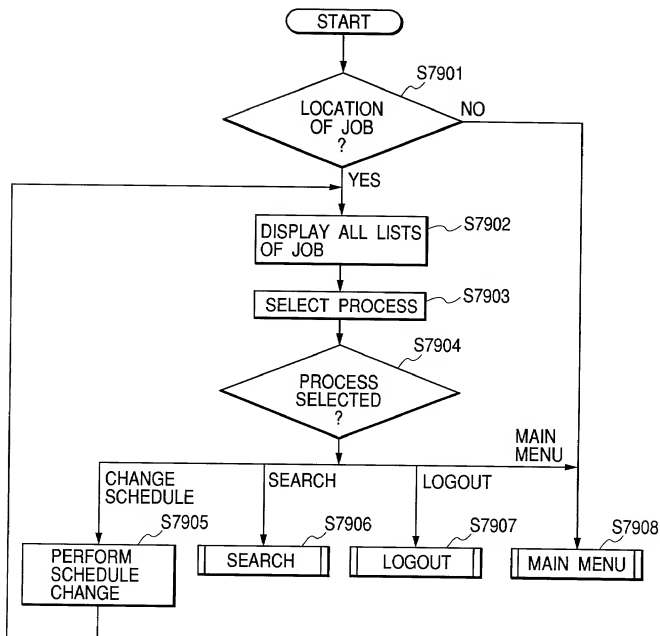 START
S7901
LOCATION
OF JOB
?
NO
YES
DISPLAY ALL LISTS
OF JOB
S7902
SELECT PROCESS
S7903
S7904
PROCESS
SELECTED
?
MAIN
MENU
CHANGE
SCHEDULE
SEARCH
LOGOUT
S7905
S7906
S7907
S7908
PERFORM
SCHEDULE
CHANGE
SEARCH
LOGOUT
MAIN MENU